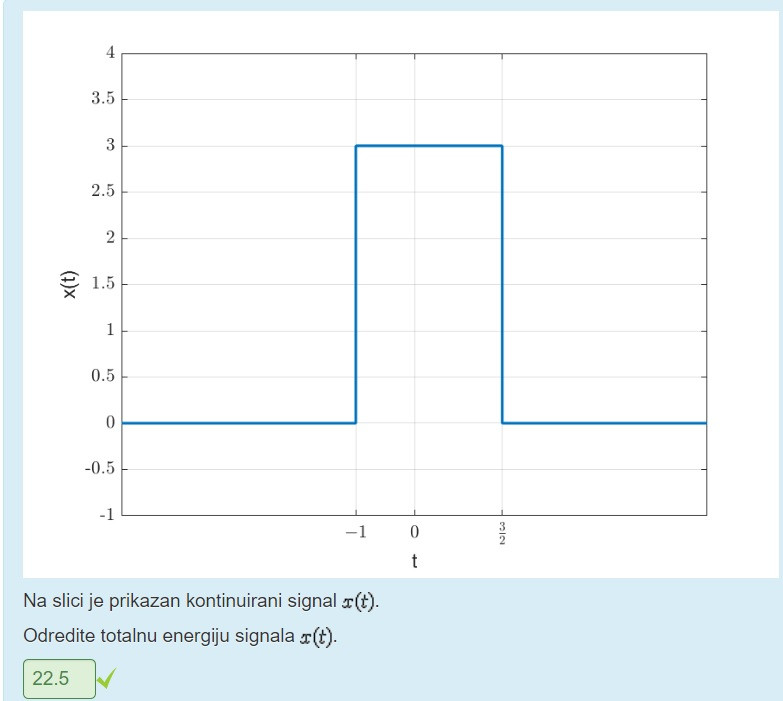 4
3.5
3
2.5
2
1.5
1
0.5
0
-0.5
-1
x(t)
−1 0 3/2
t
Na slici je prikazan kontinuirani signal x(t).
Odredite totalnu energiju signala x(t).
22.5